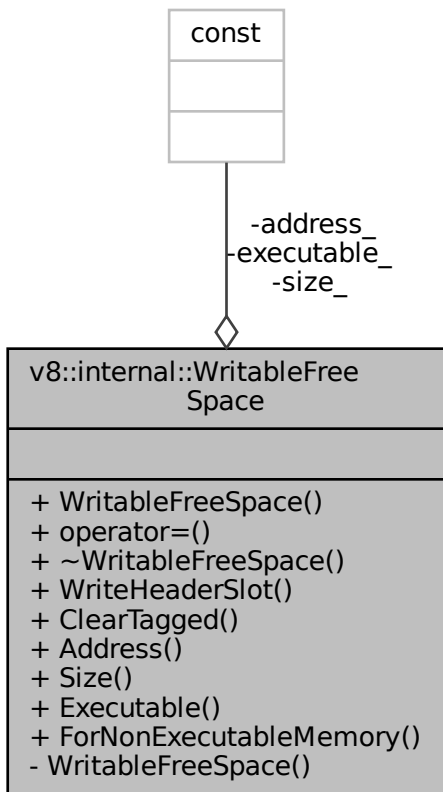 const
-address_
-executable_
-size_
v8::internal::WritableFree
Space
+ WritableFreeSpace()
+ operator=()
+ ~WritableFreeSpace()
+ WriteHeaderSlot()
+ ClearTagged()
+ Address()
+ Size()
+ Executable()
+ ForNonExecutableMemory()
- WritableFreeSpace()